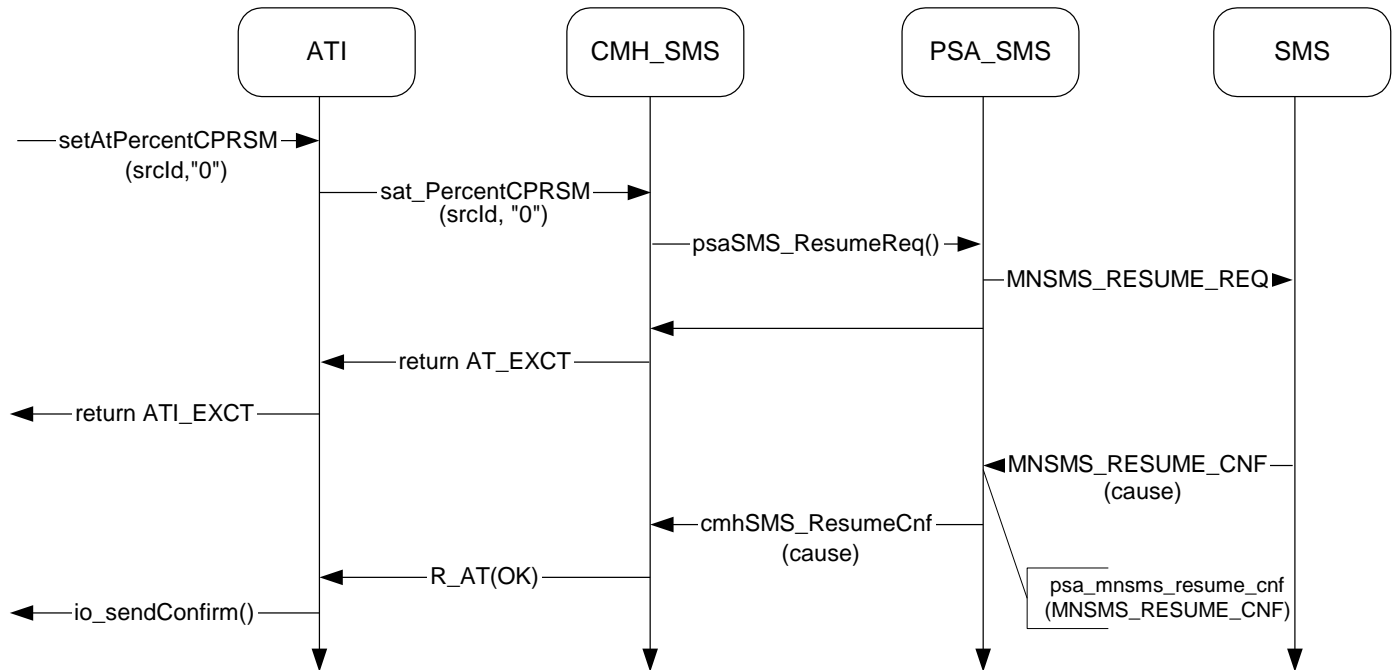 ATI
CMH_SMS
PSA_SMS
SMS
setAtPercentCPRSM
(srcId,"0")
sat_PercentCPRSM
(srcId, "0")
psaSMS_ResumeReq()
MNSMS_RESUME_REQ
return AT_EXCT
return ATI_EXCT
MNSMS_RESUME_CNF
(cause)
cmhSMS_ResumeCnf
(cause)
R_AT(OK)
psa_mnsms_resume_cnf
(MNSMS_RESUME_CNF)
io_sendConfirm()